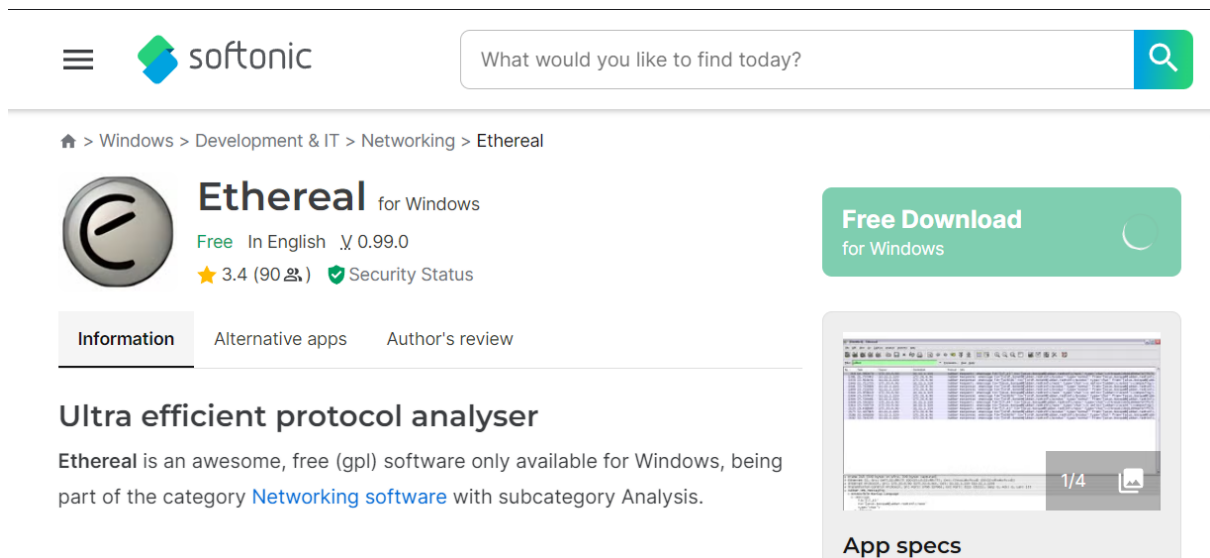 softonic
What would you like to find today?
> Windows > Development & IT > Networking > Ethereal
Ethereal for Windows
Free In English V 0.99.0
3.4 (90 ) Security Status
Free Download
for Windows
Information Alternative apps Author's review
Ultra efficient protocol analyser
Ethereal is an awesome, free (gpl) software only available for Windows, being
part of the category Networking software with subcategory Analysis.
1/4
App specs